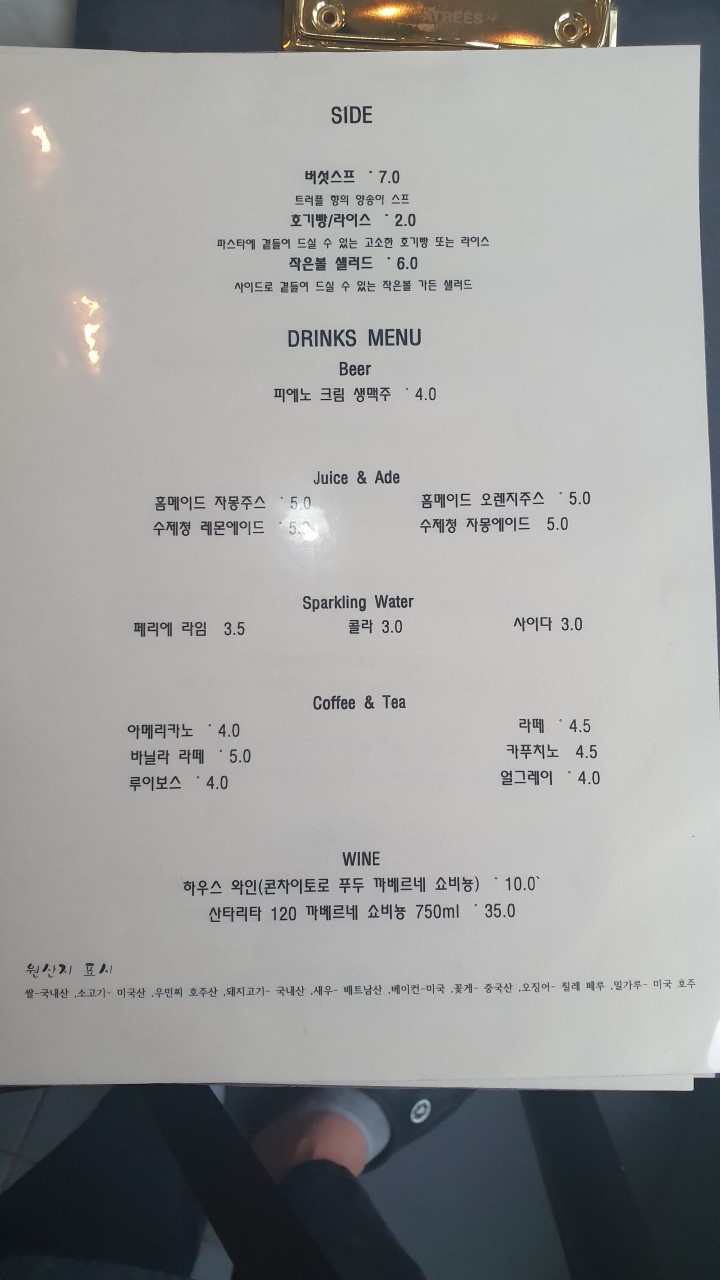 SIDE
버섯스프 ˙7.0
트러플 향의 양송이 스프
호기빵/라이스 ˙2.0
파스타에 곁들여 드실 수 있는 고소한 호기빵 또는 라이스
작은볼 샐러드 ˙6.0
사이드로 곁들여 드실 수 있는 작은볼 가든 샐러드
DRINKS MENU
Beer
피에노 크림 생맥주 ˙4.0
Juice & Ade
홈메이드 자몽주스 ˙5.0 홈메이드 오렌지주스 ˙5.0
수제청 레몬에이드 수제청 자몽에이드 5.0
Sparkling Water
페리에 라임 3.5 콜라 3.0 사이다 3.0
Coffee & Tea
아메리카노 ˙4.0 라떼 ˙4.5
바닐라 라떼 ˙5.0 카푸치노 4.5
루이보스 ˙4.0 얼그레이 ˙4.0
WINE
하우스 와인(콘차이토로 푸두 까베르네 쇼비뇽) ˙10.0`
산타리타 120 까베르네 쇼비뇽 750ml ˙35.0
원산지 표시
쌀-국내산 ,소고기- 미국산 ,우민찌 호주산 ,돼지고기- 국내산 ,새우- 베트남산 ,베이컨-미국 ,꽃게- 중국산 ,오징어- 칠레 페루 ,밀가루- 미국 호주